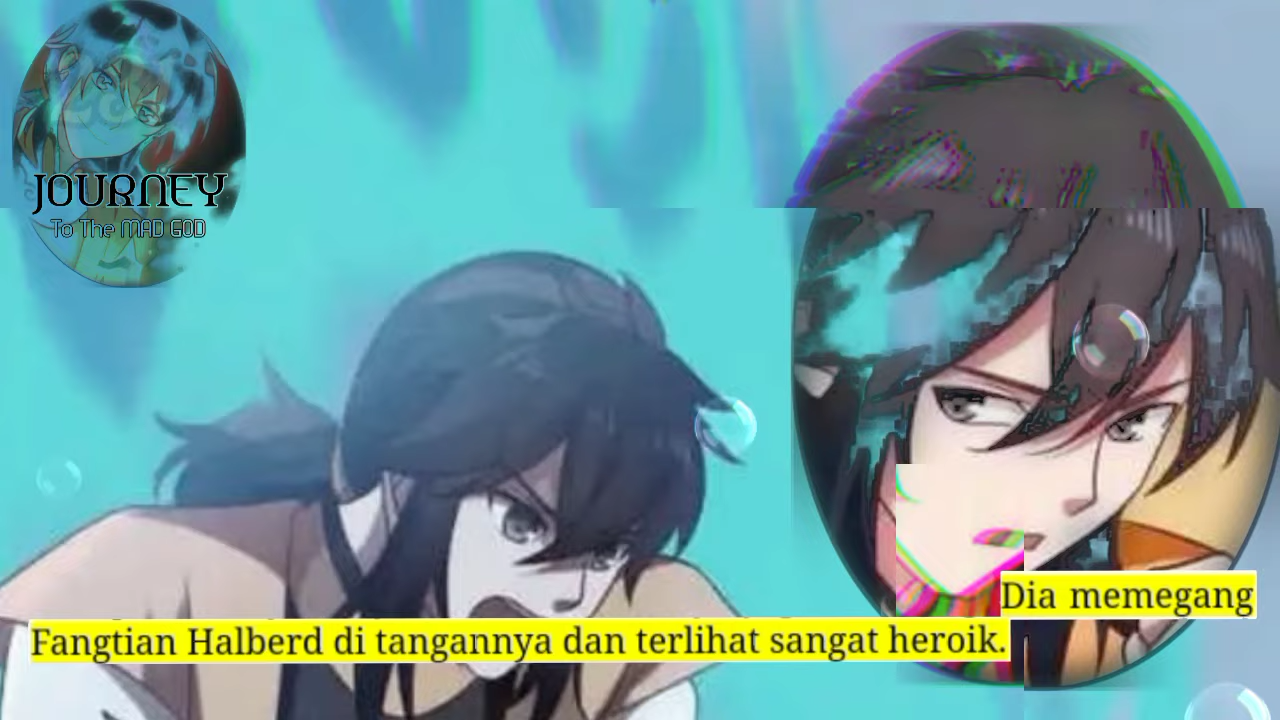 JOURNEY
To The MAD GOD
Dia memegang
Fangtian Halberd di tangannya dan terlihat sangat heroik.